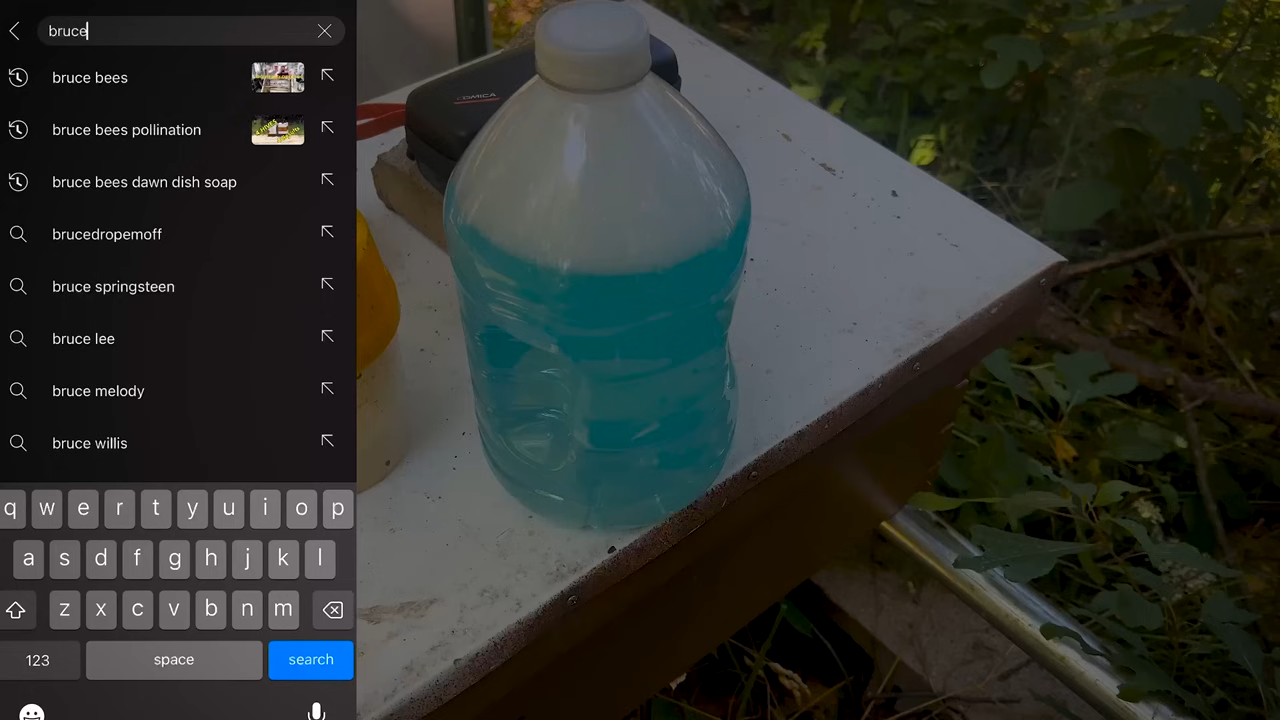 bruce
bruce bees
bruce bees pollination
bruce bees dawn dish soap
brucedropemoff
bruce springsteen
bruce lee
bruce melody
bruce willis
q w e r t y u i o p
a s d f g h j k l
z x c v b n m
123 space search
COMICA